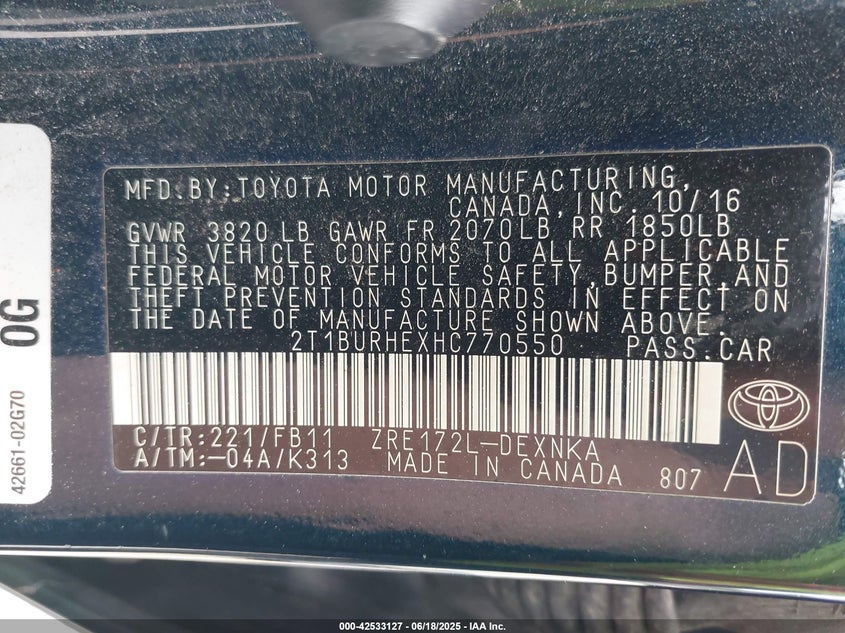 MFD.BY:TOYOTA MOTOR MANUFACTURING,
CANADA,INC. 10/16
GVWR 3820 LB GAWR FR 2070LB RR 1850LB
THIS VEHICLE CONFORMS TO ALL APPLICABLE
FEDERAL MOTOR VEHICLE SAFETY,BUMPER,AND
THEFT PREVENTION STANDARDS IN EFFECT ON
THE DATE OF MANUFACTURE SHOWN ABOVE.
2T1BURHEXHC770550 PASS.CAR
C/TR:221/FB11 ZRE172L-DEXNKA
A/TM:-04A/K313 MADE IN CANADA 807
AD
0G
42661-02G70
000-42533127 - 06/18/2025 - IAA Inc.